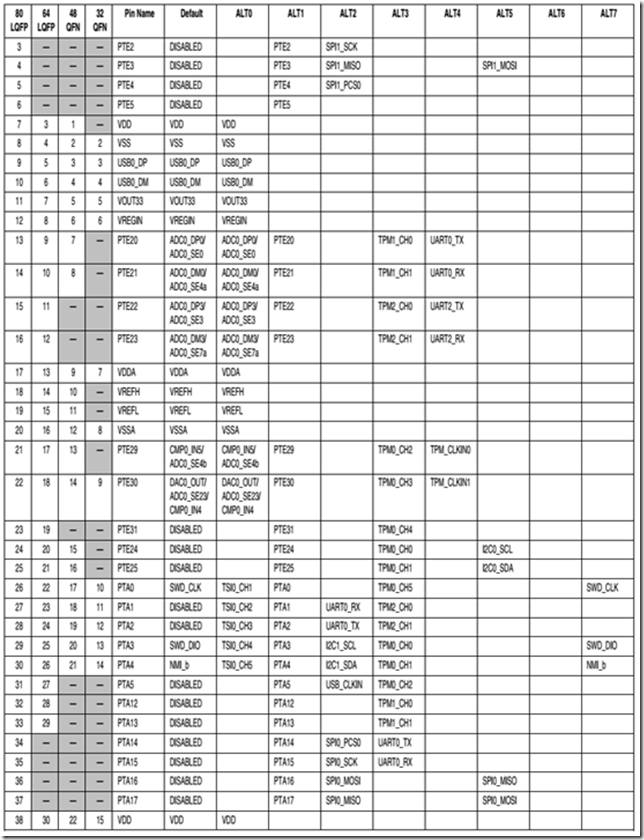 80 LQFP 64 LQFP 48 QFN 32 QFN Pin Name Default ALT0 ALT1 ALT2 ALT3 ALT4 ALT5 ALT6 ALT7
3 — — — PTE2 DISABLED PTE2 SPI1_SCK
4 — — — PTE3 DISABLED PTE3 SPI1_MISO SPI1_MOSI
5 — — — PTE4 DISABLED PTE4 SPI1_PCS0
6 — — — PTE5 DISABLED PTE5
7 3 1 — VDD VDD VDD
8 4 2 2 VSS VSS VSS
9 5 3 3 USB0_DP USB0_DP USB0_DP
10 6 4 4 USB0_DM USB0_DM USB0_DM
11 7 5 5 VOUT33 VOUT33 VOUT33
12 8 6 6 VREGIN VREGIN VREGIN
13 9 7 — PTE20 ADC0_DP0/ADC0_SE0 ADC0_DP0/ADC0_SE0 PTE20 TPM1_CH0 UART0_TX
14 10 8 — PTE21 ADC0_DM0/ADC0_SE4a ADC0_DM0/ADC0_SE4a PTE21 TPM1_CH1 UART0_RX
15 11 — — PTE22 ADC0_DP3/ADC0_SE3 ADC0_DP3/ADC0_SE3 PTE22 TPM2_CH0 UART2_TX
16 12 — — PTE23 ADC0_DM3/ADC0_SE7a ADC0_DM3/ADC0_SE7a PTE23 TPM2_CH1 UART2_RX
17 13 9 7 VDDA VDDA VDDA
18 14 10 — VREFH VREFH VREFH
19 15 11 — VREFL VREFL VREFL
20 16 12 8 VSSA VSSA VSSA
21 17 13 — PTE29 CMP0_IN5/ADC0_SE4b CMP0_IN5/ADC0_SE4b PTE29 TPM0_CH2 TPM_CLKIN0
22 18 14 9 PTE30 DAC0_OUT/ADC0_SE23/CMP0_IN4 DAC0_OUT/ADC0_SE23/CMP0_IN4 PTE30 TPM0_CH3 TPM_CLKIN1
23 19 — — PTE31 DISABLED PTE31 TPM0_CH4
24 20 15 — PTE24 DISABLED PTE24 TPM0_CH0 I2C0_SCL
25 21 16 — PTE25 DISABLED PTE25 TPM0_CH1 I2C0_SDA
26 22 17 10 PTA0 SWD_CLK TSI0_CH1 PTA0 TPM0_CH5 SWD_CLK
27 23 18 11 PTA1 DISABLED TSI0_CH2 PTA1 UART0_RX TPM2_CH0
28 24 19 12 PTA2 DISABLED TSI0_CH3 PTA2 UART0_TX TPM2_CH1
29 25 20 13 PTA3 SWD_DIO TSI0_CH4 PTA3 I2C1_SCL TPM0_CH0 SWD_DIO
30 26 21 14 PTA4 NMI_b TSI0_CH5 PTA4 I2C1_SDA TPM0_CH1 NMI_b
31 27 — — PTA5 DISABLED PTA5 USB_CLKIN TPM0_CH2
32 28 — — PTA12 DISABLED PTA12 TPM1_CH0
33 29 — — PTA13 DISABLED PTA13 TPM1_CH1
34 — — — PTA14 DISABLED PTA14 SPI0_PCS0 UART0_TX
35 — — — PTA15 DISABLED PTA15 SPI0_SCK UART0_RX
36 — — — PTA16 DISABLED PTA16 SPI0_MOSI SPI0_MISO
37 — — — PTA17 DISABLED PTA17 SPI0_MISO SPI0_MOSI
38 30 22 15 VDD VDD VDD